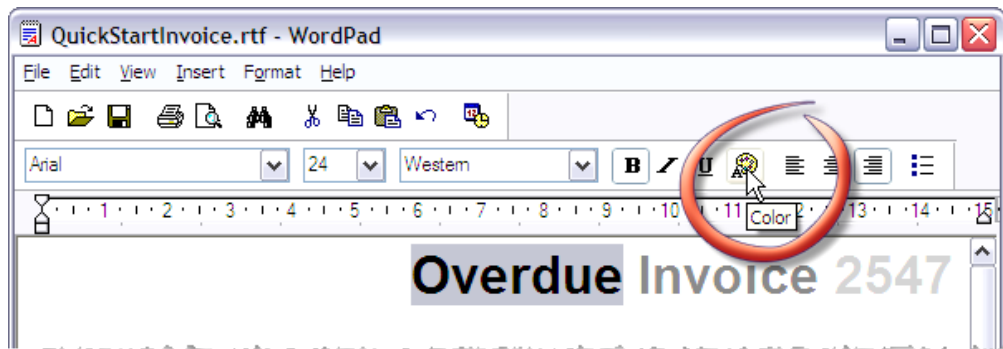 QuickStartInvoice.rtf - WordPad
File Edit View Insert Format Help
Arial 24 Western B I U
1 2 3 4 5 6 7 8 9 10 11 2 13 14 15
Color
Overdue Invoice 2547